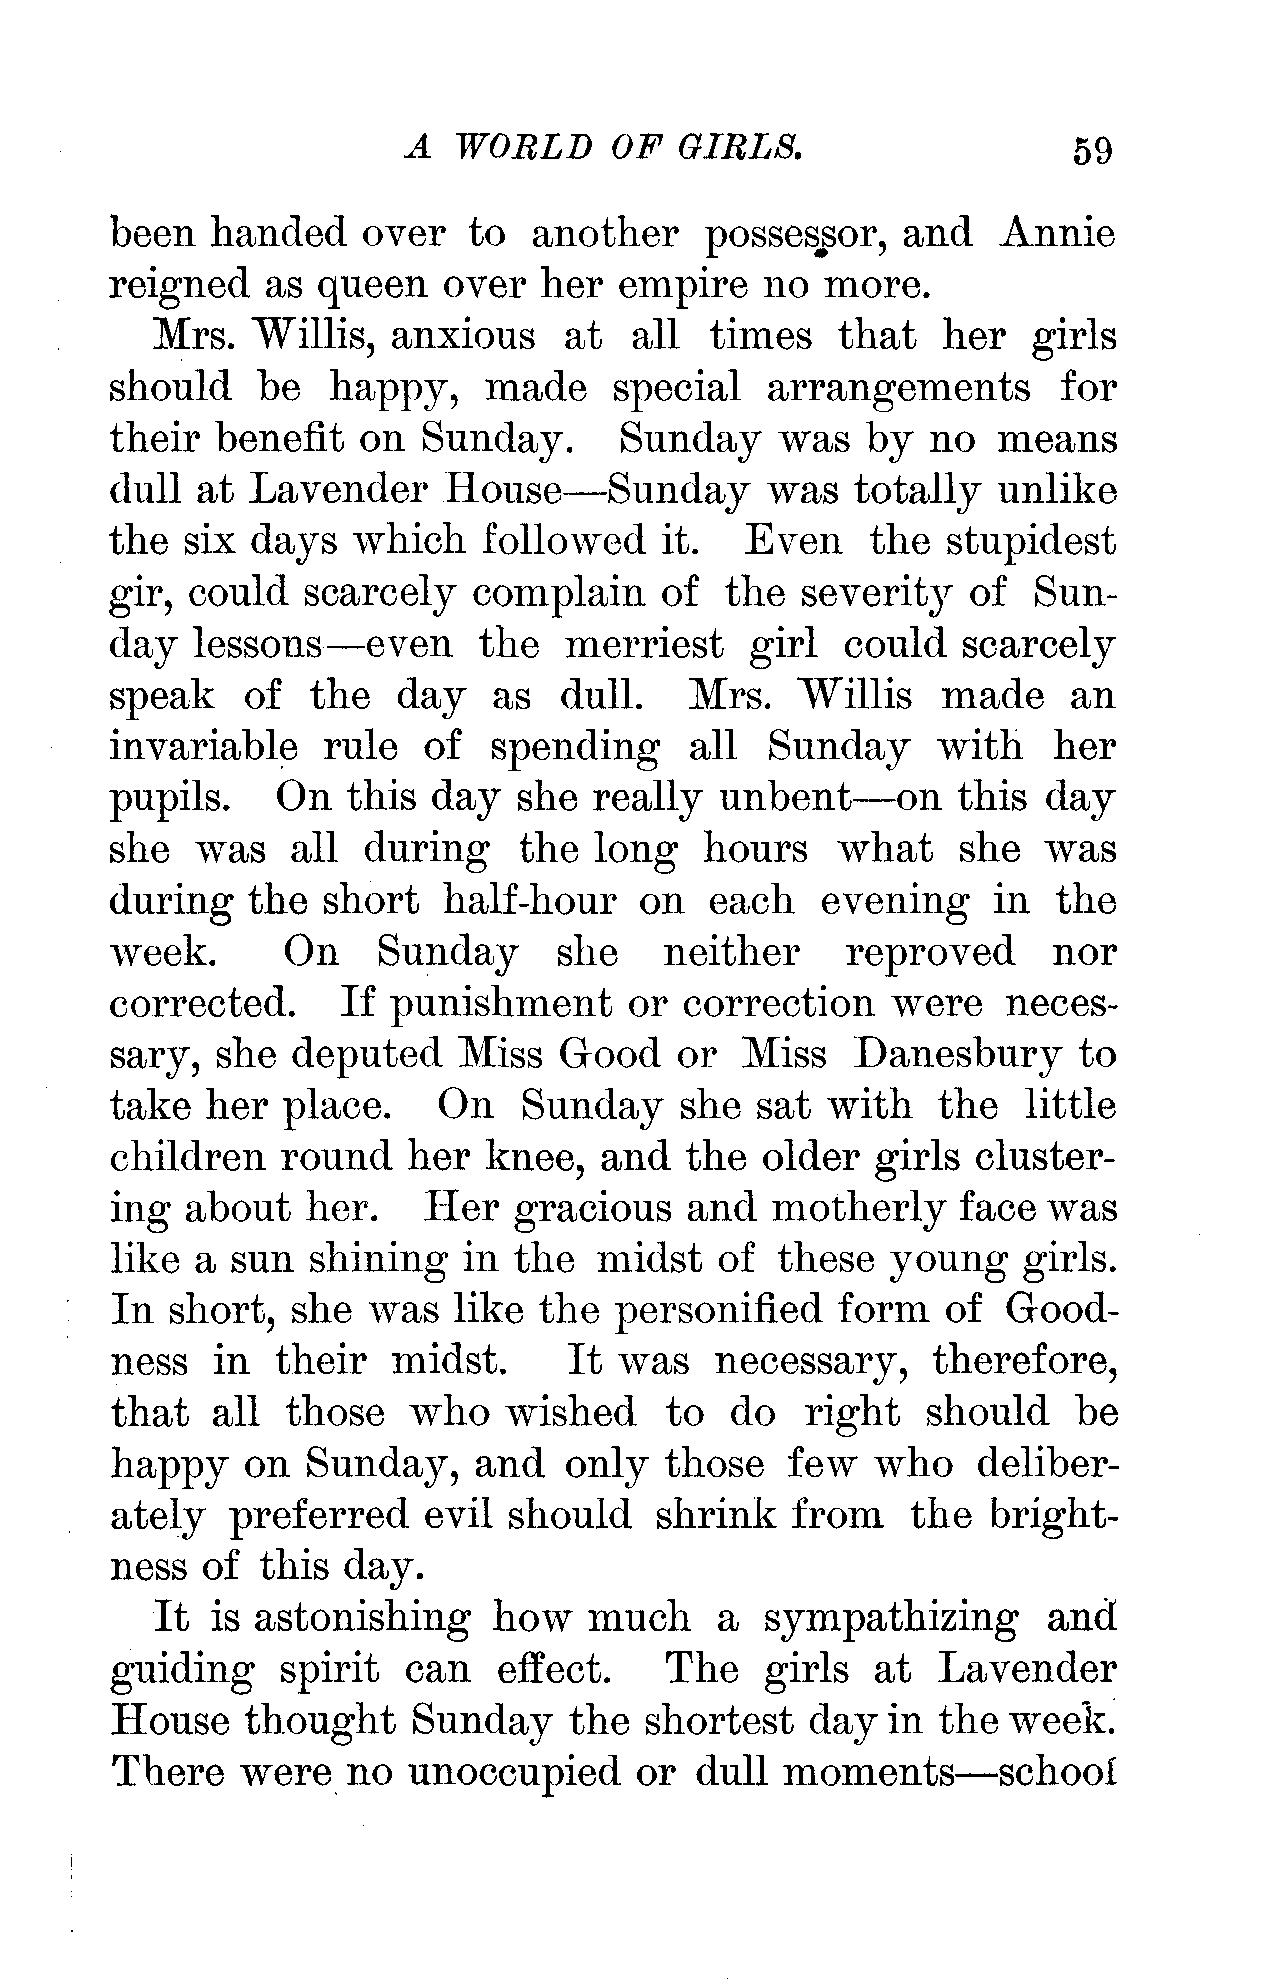 A WORLD OF GIRLS. 59
been handed over to another possessor, and Annie
reigned as queen over her empire no more.
Mrs. Willis, anxious at all times that her girls
should be happy, made special arrangements for
their benefit on Sunday. Sunday was by no means
dull at Lavender House—Sunday was totally unlike
the six days which followed it. Even the stupidest
gir, could scarcely complain of the severity of Sun-
day lessons—even the merriest girl could scarcely
speak of the day as dull. Mrs. Willis made an
invariable rule of spending all Sunday with her
pupils. On this day she really unbent—on this day
she was all during the long hours what she was
during the short half-hour on each evening in the
week. On Sunday she neither reproved nor
corrected. If punishment or correction were neces-
sary, she deputed Miss Good or Miss Danesbury to
take her place. On Sunday she sat with the little
children round her knee, and the older girls cluster-
ing about her. Her gracious and motherly face was
like a sun shining in the midst of these young girls.
In short, she was like the personified form of Good-
ness in their midst. It was necessary, therefore,
that all those who wished to do right should be
happy on Sunday, and only those few who deliber-
ately preferred evil should shrink from the bright-
ness of this day.
It is astonishing how much a sympathizing and
guiding spirit can effect. The girls at Lavender
House thought Sunday the shortest day in the week.
There were no unoccupied or dull moments—school